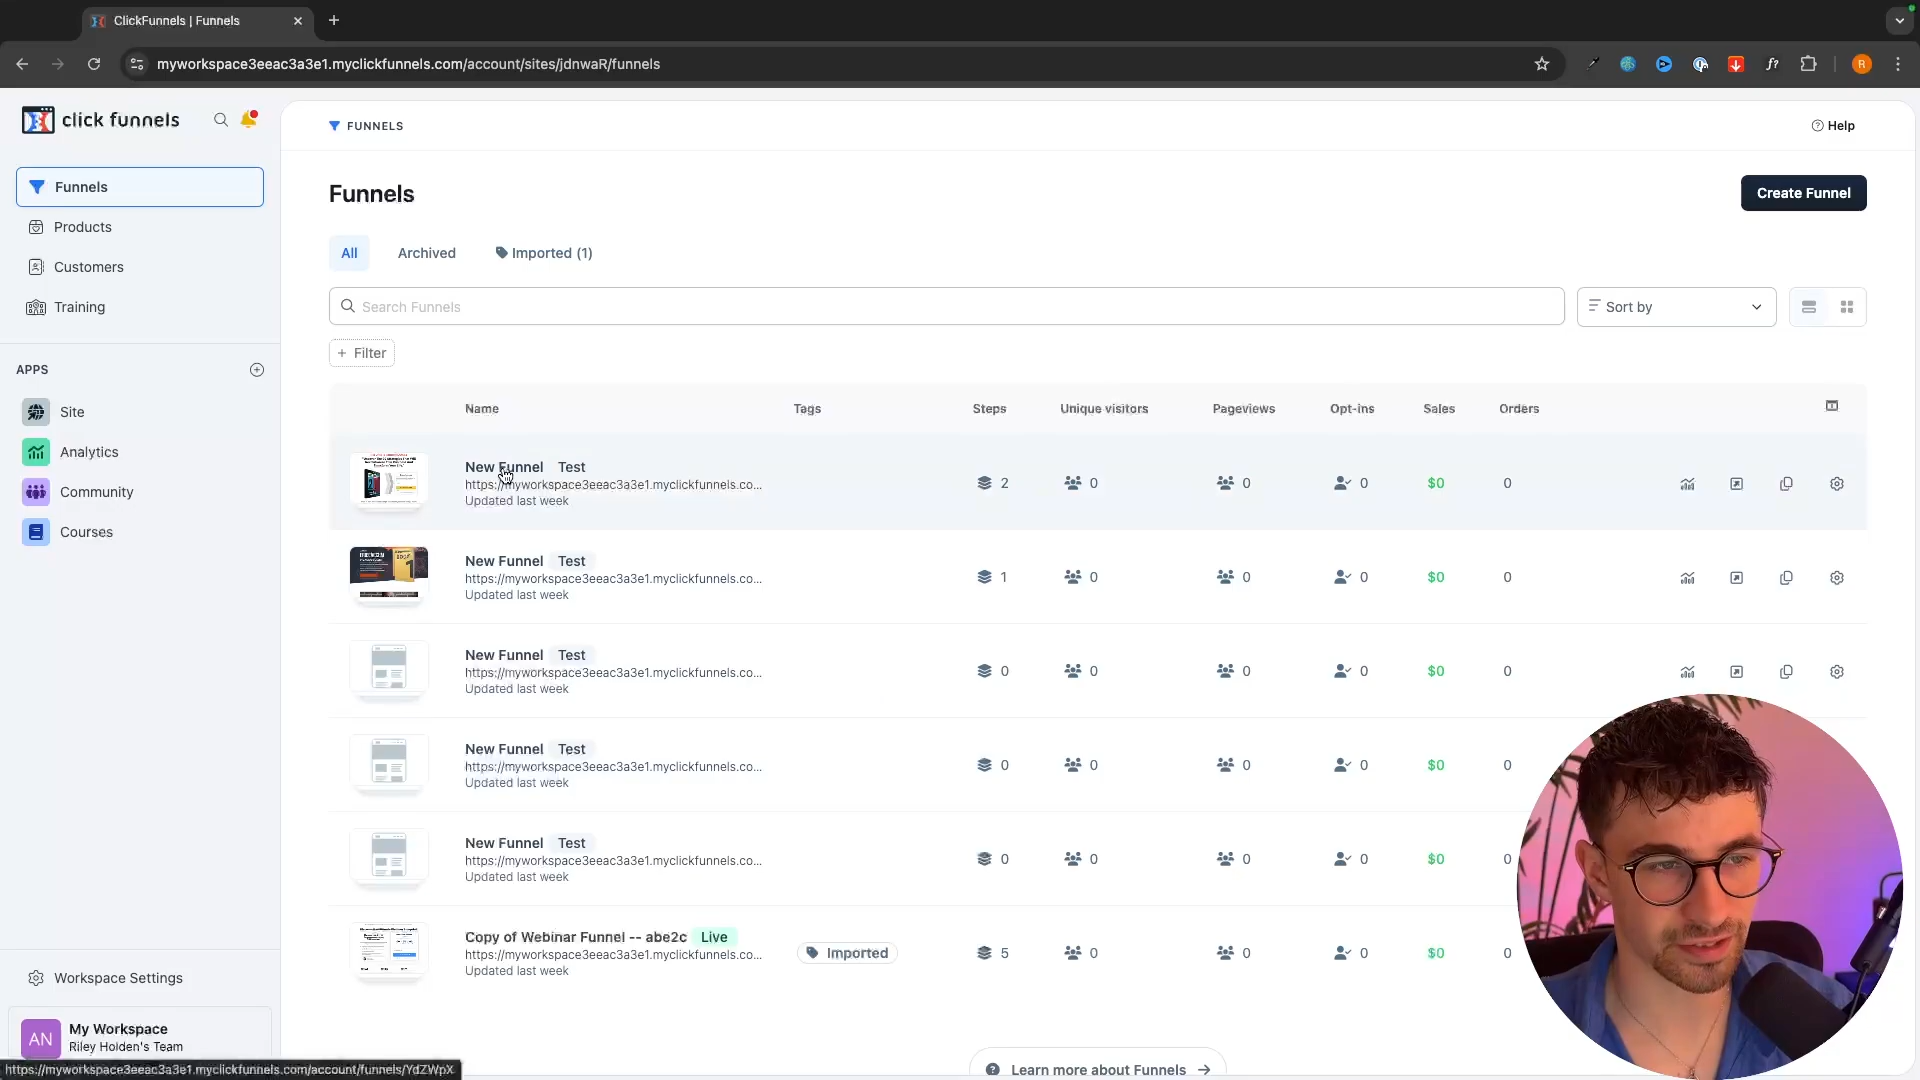 ClickFunnels | Funnels
myworkspace3eeac3a3e1.myclickfunnels.com/account/sites/jdnwaR/funnels
R
click funnels
FUNNELS
Help
Funnels
Products
Customers
Training
APPS
Site
Analytics
Community
Courses
Workspace Settings
AN
My Workspace
Riley Holden's Team
https://myworkspace3eeac3a3e1.myclickfunnels.com/account/funnels/YdZWpX
Funnels
Create Funnel
All Archived Imported (1)
Search Funnels
Sort by
+ Filter
Name Tags Steps Unique visitors Pageviews Opt-ins Sales Orders
New Funnel Test
https://myworkspace3eeac3a3e1.myclickfunnels.co...
Updated last week
2 0 0 0 $0 0
New Funnel Test
https://myworkspace3eeac3a3e1.myclickfunnels.co...
Updated last week
1 0 0 0 $0 0
New Funnel Test
https://myworkspace3eeac3a3e1.myclickfunnels.co...
Updated last week
0 0 0 0 $0 0
New Funnel Test
https://myworkspace3eeac3a3e1.myclickfunnels.co...
Updated last week
0 0 0 0 $0 0
New Funnel Test
https://myworkspace3eeac3a3e1.myclickfunnels.co...
Updated last week
0 0 0 0 $0 0
Copy of Webinar Funnel -- abe2c Live
https://myworkspace3eeac3a3e1.myclickfunnels.co...
Updated last week
Imported
5 0 0 0 $0 0
Learn more about Funnels